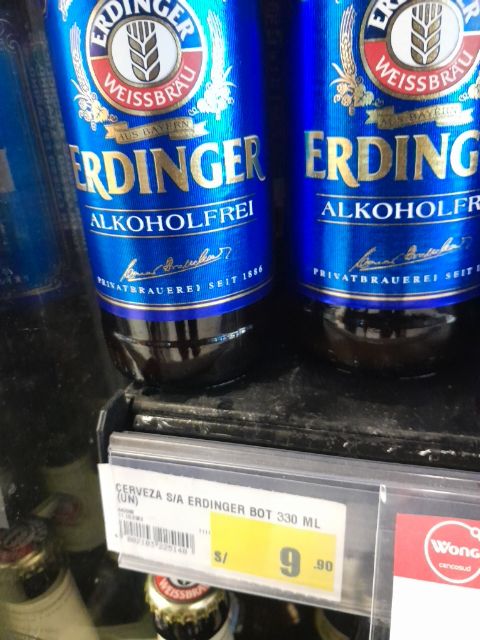 ERDINGER
WEISSBRÄU
AUS BAYERN
ERDINGER
ALKOHOLFREI
PRIVATBRAUEREI SEIT 1886
WEISSBRÄU
ERDING
ALKOHOLFR
PRIVATBRAUEREI SEIT
CERVEZA S/A ERDINGER BOT 330 ML
(UN)
S/ 9.90
Wong
cencosud
WEISSBRÄU